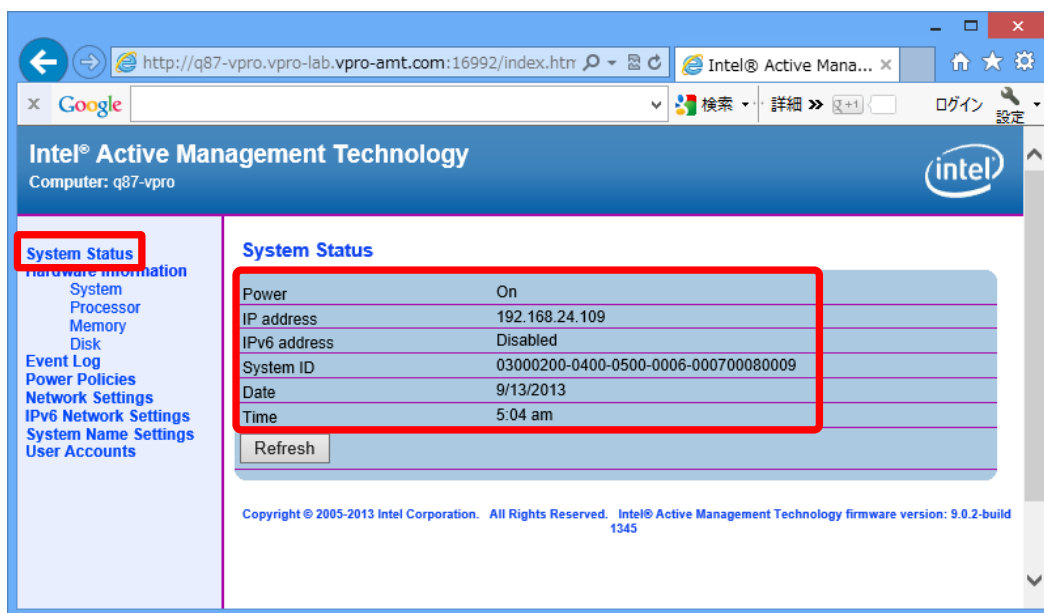 http://q87-vpro.vpro-lab.vpro-amt.com:16992/index.htm
Intel® Active Mana...
Google
検索
詳細
+1
ログイン
設定
Intel® Active Management Technology
Computer: q87-vpro
intel
System Status
Hardware Information
System
Processor
Memory
Disk
Event Log
Power Policies
Network Settings
IPv6 Network Settings
System Name Settings
User Accounts
System Status
Power On
IP address 192.168.24.109
IPv6 address Disabled
System ID 03000200-0400-0500-0006-000700080009
Date 9/13/2013
Time 5:04 am
Refresh
Copyright © 2005-2013 Intel Corporation. All Rights Reserved. Intel® Active Management Technology firmware version: 9.0.2-build
1345